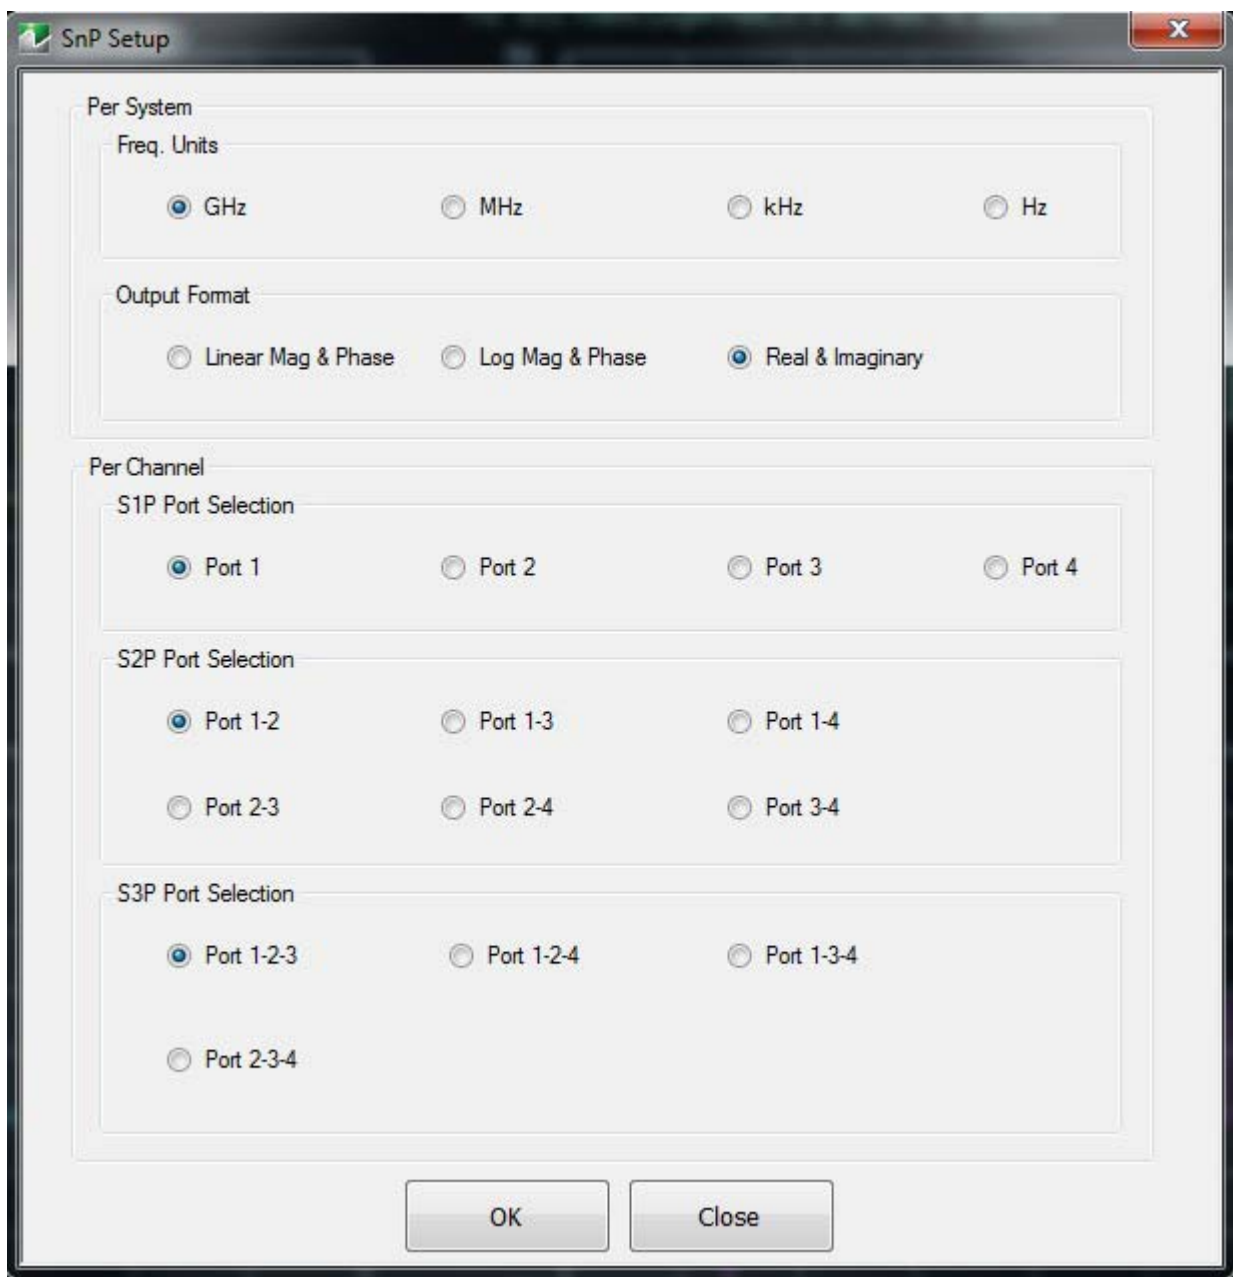 SnP Setup
Per System
Freq. Units
GHz MHz kHz Hz
Output Format
Linear Mag & Phase Log Mag & Phase Real & Imaginary
Per Channel
S1P Port Selection
Port 1 Port 2 Port 3 Port 4
S2P Port Selection
Port 1-2 Port 1-3 Port 1-4
Port 2-3 Port 2-4 Port 3-4
S3P Port Selection
Port 1-2-3 Port 1-2-4 Port 1-3-4
Port 2-3-4
OK Close